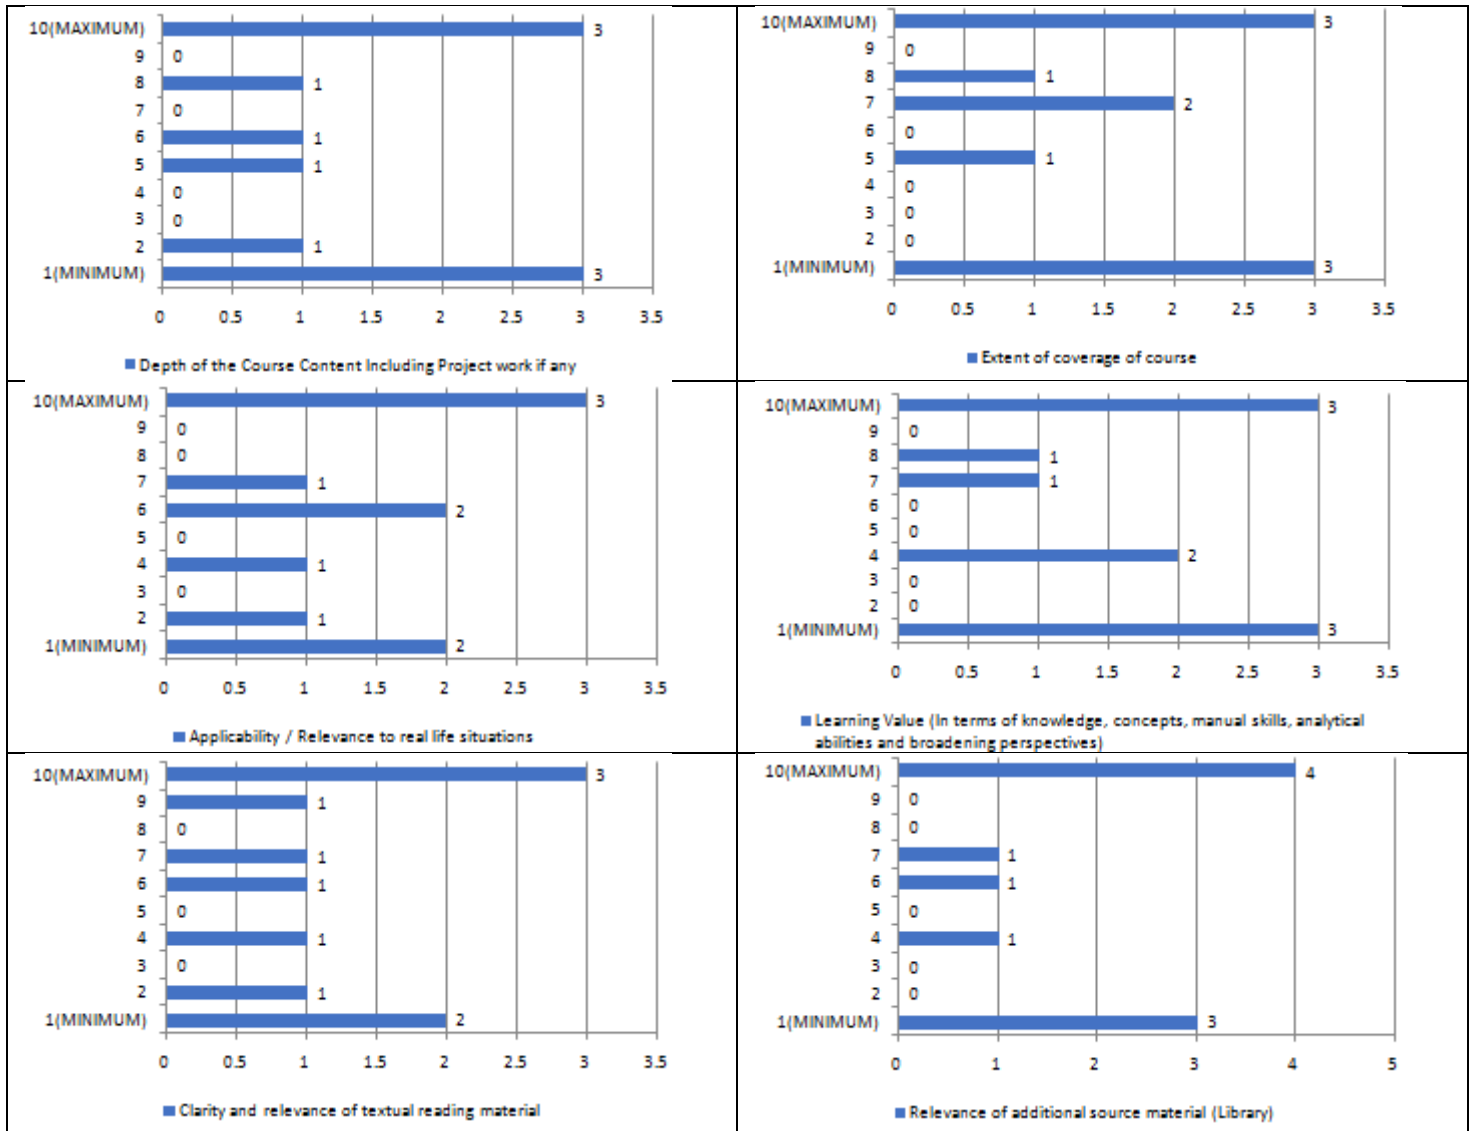 10(MAXIMUM) 3
9 0
8 1
7 0
6 1
5 1
4 0
3 0
2 1
1(MINIMUM) 3
0 0.5 1 1.5 2 2.5 3 3.5
Depth of the Course Content Including Project work if any
10(MAXIMUM) 3
9 0
8 1
7 2
6 0
5 1
4 0
3 0
2 0
1(MINIMUM) 3
0 0.5 1 1.5 2 2.5 3 3.5
Extent of coverage of course
10(MAXIMUM) 3
9 0
8 0
7 1
6 2
5 0
4 1
3 0
2 1
1(MINIMUM) 2
0 0.5 1 1.5 2 2.5 3 3.5
Applicability / Relevance to real life situations
10(MAXIMUM) 3
9 0
8 1
7 1
6 0
5 0
4 2
3 0
2 0
1(MINIMUM) 3
0 0.5 1 1.5 2 2.5 3 3.5
Learning Value (In terms of knowledge, concepts, manual skills, analytical
abilities and broadening perspectives)
10(MAXIMUM) 3
9 1
8 0
7 1
6 1
5 0
4 1
3 0
2 1
1(MINIMUM) 2
0 0.5 1 1.5 2 2.5 3 3.5
Clarity and relevance of textual reading material
10(MAXIMUM) 4
9 0
8 0
7 1
6 1
5 0
4 1
3 0
2 0
1(MINIMUM) 3
0 1 2 3 4 5
Relevance of additional source material (Library)